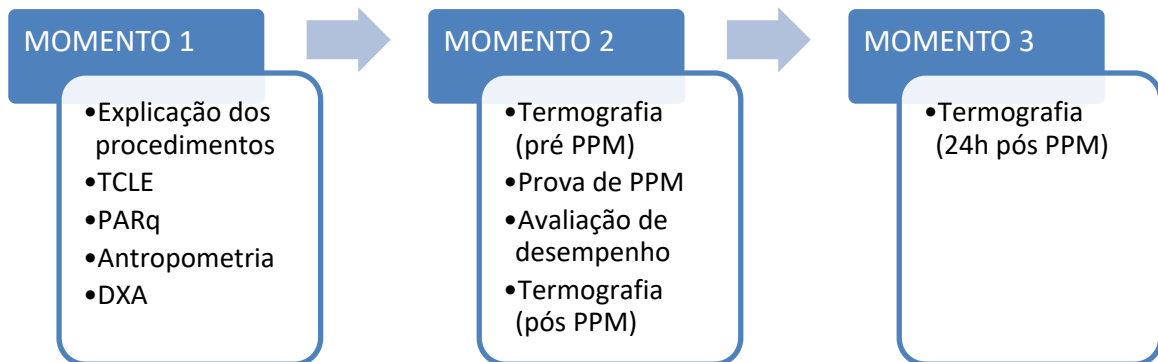 MOMENTO 1
•Explicação dos
procedimentos
•TCLE
•PARq
•Antropometria
•DXA
MOMENTO 2
•Termografia
(pré PPM)
•Prova de PPM
•Avaliação de
desempenho
•Termografia
(pós PPM)
MOMENTO 3
•Termografia
(24h pós PPM)